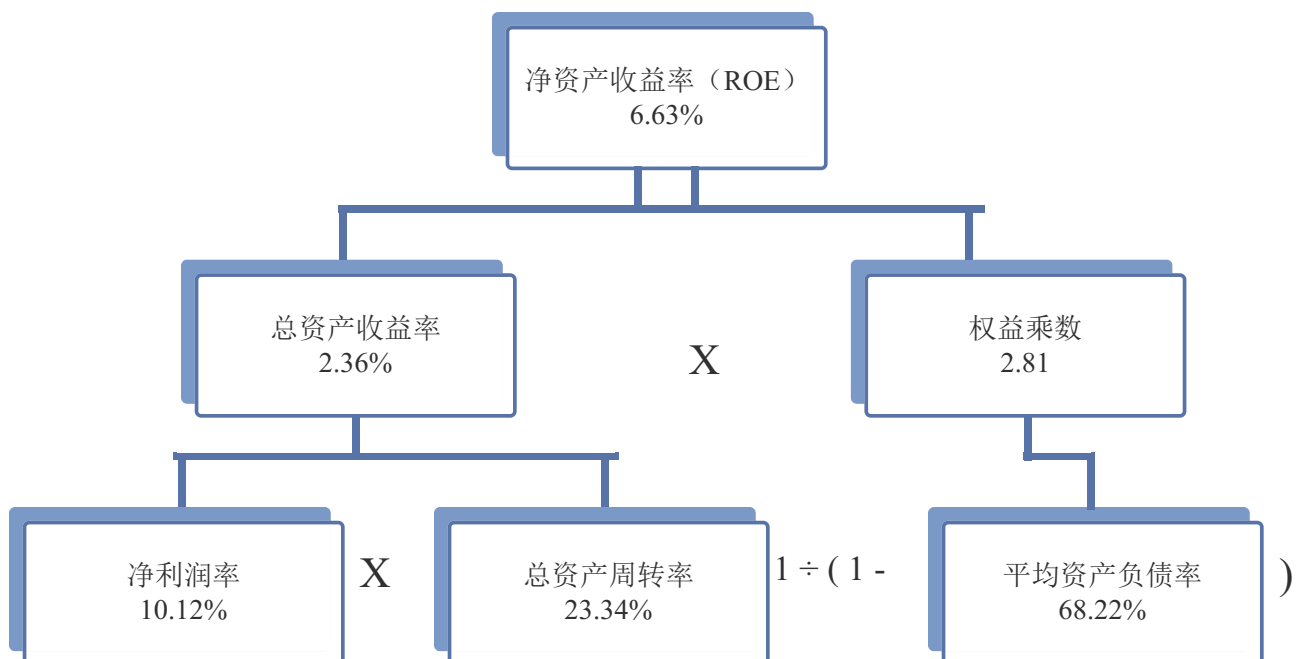 净资产收益率（ROE）
6.63%
总资产收益率
2.36%
X
权益乘数
2.81
净利润率
10.12%
X
总资产周转率
23.34%
1 ÷ ( 1 -
平均资产负债率
68.22%
)